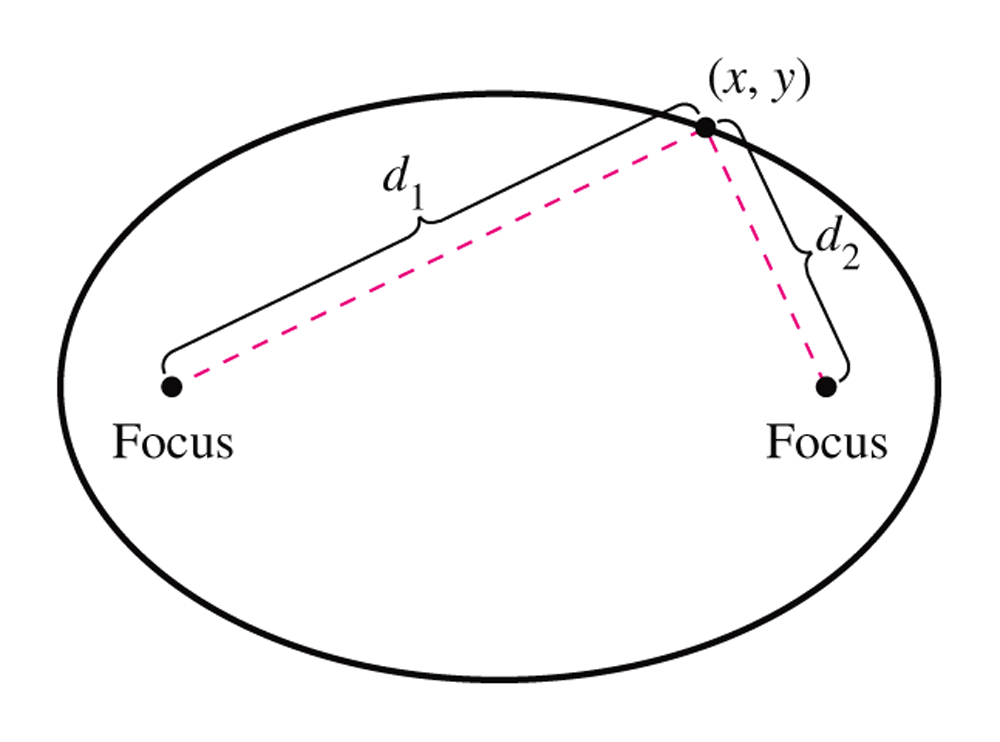 (x, y)
d₁
d₂
Focus
Focus